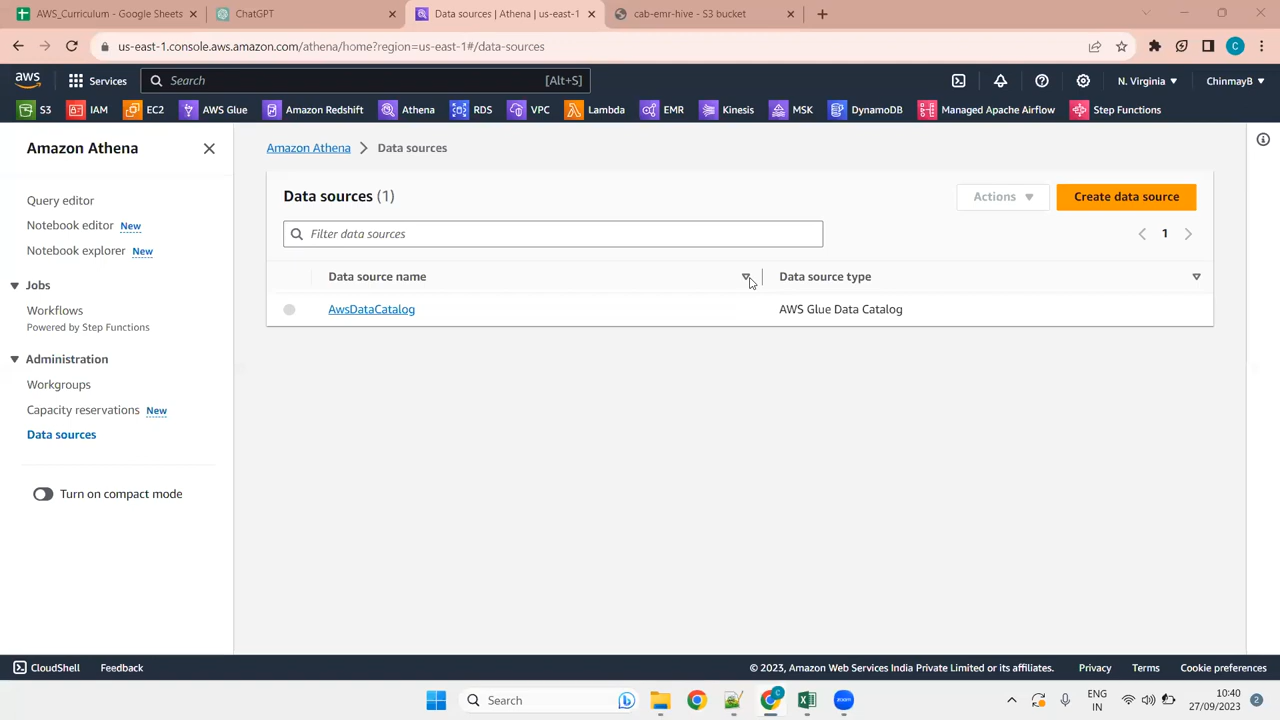 AWS_Curriculum - Google Sheets
ChatGPT
Data sources | Athena | us-east-1
cab-emr-hive - S3 bucket
us-east-1.console.aws.amazon.com/athena/home?region=us-east-1#/data-sources
C
aws
Services
Search
[Alt+S]
N. Virginia
ChinmayB
S3
IAM
EC2
AWS Glue
Amazon Redshift
Athena
RDS
VPC
Lambda
EMR
Kinesis
MSK
DynamoDB
Managed Apache Airflow
Step Functions
Amazon Athena
Query editor
Notebook editor New
Notebook explorer New
Jobs
Workflows
Powered by Step Functions
Administration
Workgroups
Capacity reservations New
Data sources
Turn on compact mode
Amazon Athena
Data sources
Data sources (1)
Actions
Create data source
Filter data sources
1
Data source name
Data source type
AwsDataCatalog
AWS Glue Data Catalog
CloudShell
Feedback
© 2023, Amazon Web Services India Private Limited or its affiliates.
Privacy
Terms
Cookie preferences
Search
C
zoom
ENG
IN
10:40
27/09/2023
2